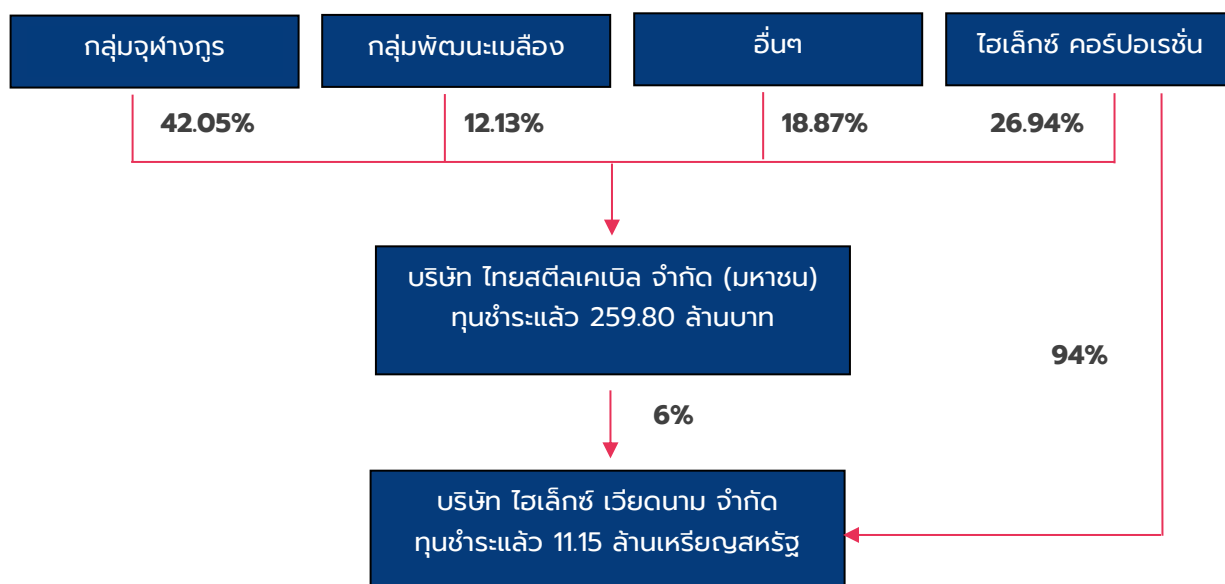 กลุ่มจุฬางกูร
กลุ่มพัฒนะเมลือง
อื่นๆ
ไฮเล็กซ์ คอร์ปอเรชั่น
42.05%
12.13%
18.87%
26.94%
บริษัท ไทยสตีลเคเบิล จำกัด (มหาชน)
ทุนชำระแล้ว 259.80 ล้านบาท
94%
6%
บริษัท ไฮเล็กซ์ เวียดนาม จำกัด
ทุนชำระแล้ว 11.15 ล้านเหรียญสหรัฐ